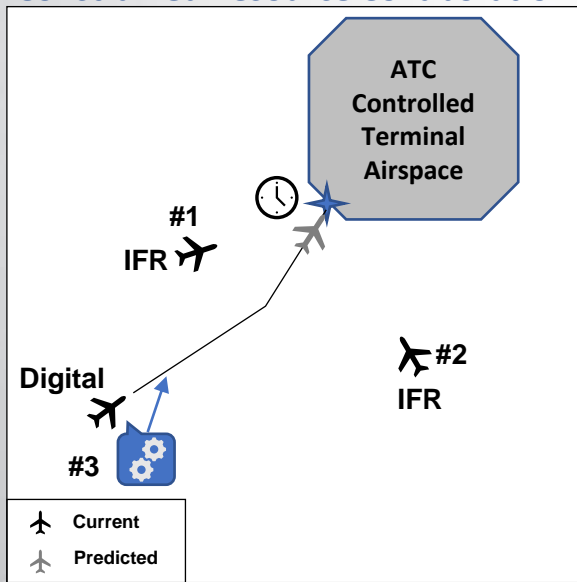 ATC
Controlled
Terminal
Airspace
#1
IFR
#2
IFR
Digital
#3
Current
Predicted